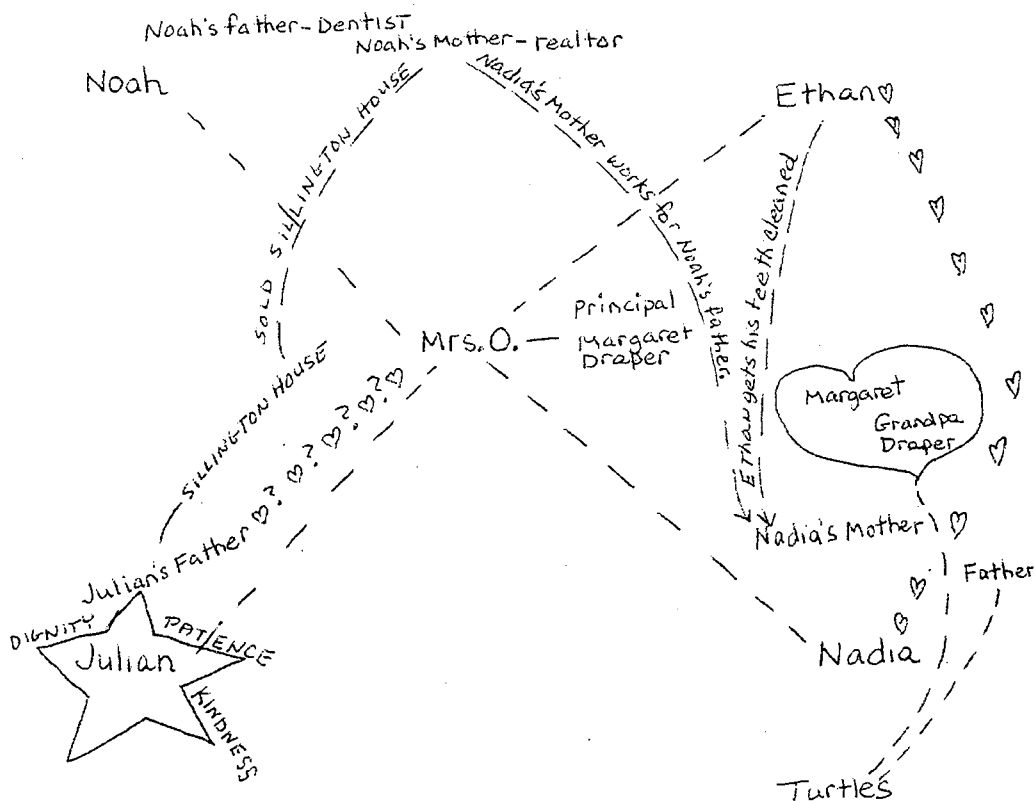 Noah's father-Dentist
Noah's Mother-realtor
Noah
Ethan♡
SOLD SILLINGTON HOUSE
Nadia's Mother works for Noah's father.
Ethan gets his teeth cleaned
Mrs. O. — Principal
Margaret
Draper
SILLINGTON HOUSE
Margaret
Grandpa
Draper
Julian's Father ♡? ♡? ♡? ♡? ♡
Nadia's Mother
Father
DIGNITY
PATIENCE
Julian
KINDNESS
Nadia
Turtles